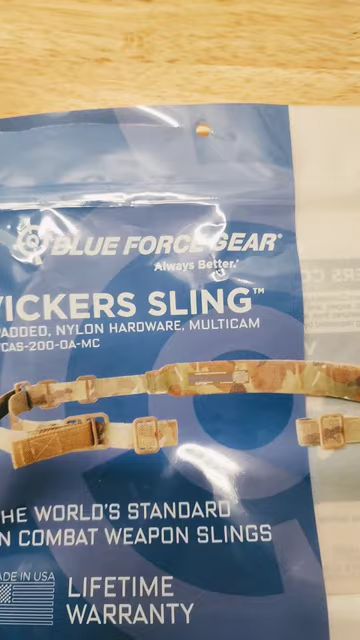 BLUE FORCE GEAR®
Always Better.®
VICKERS SLING™
PADDED, NYLON HARDWARE, MULTICAM
VCAS-200-OA-MC
THE WORLD'S STANDARD
IN COMBAT WEAPON SLINGS
MADE IN USA
LIFETIME
WARRANTY